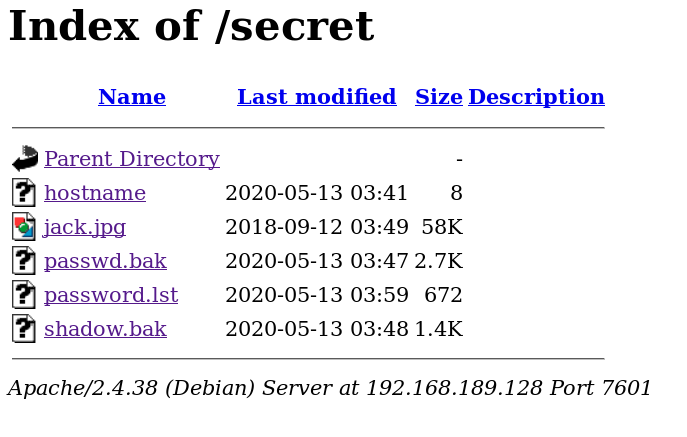 Index of /secret
Name Last modified Size Description
Parent Directory -
hostname 2020-05-13 03:41 8
jack.jpg 2018-09-12 03:49 58K
passwd.bak 2020-05-13 03:47 2.7K
password.lst 2020-05-13 03:59 672
shadow.bak 2020-05-13 03:48 1.4K
Apache/2.4.38 (Debian) Server at 192.168.189.128 Port 7601